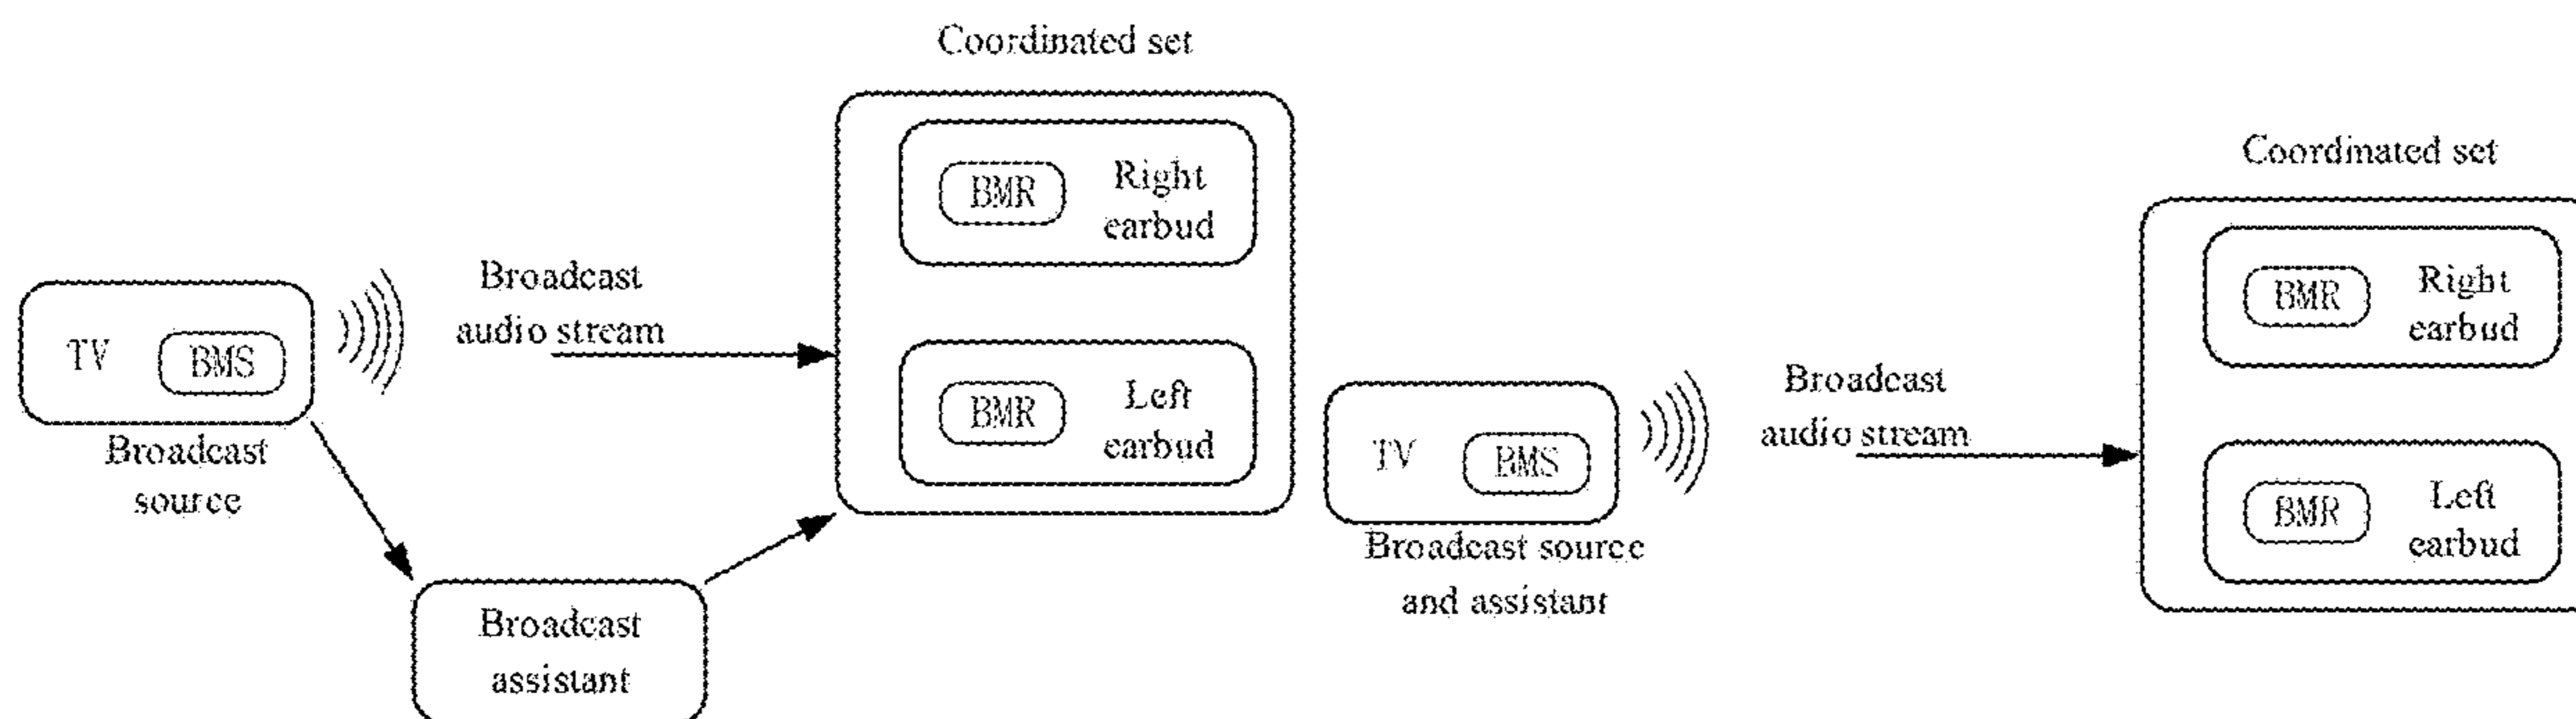 Coordinated set
BMR
Right
earbud
Broadcast
audio stream
TV
BMS
BMR
Left
earbud
Broadcast
source
Broadcast
assistant
Coordinated set
BMR
Right
earbud
Broadcast
audio stream
TV
BMS
BMR
Left
earbud
Broadcast source
and assistant